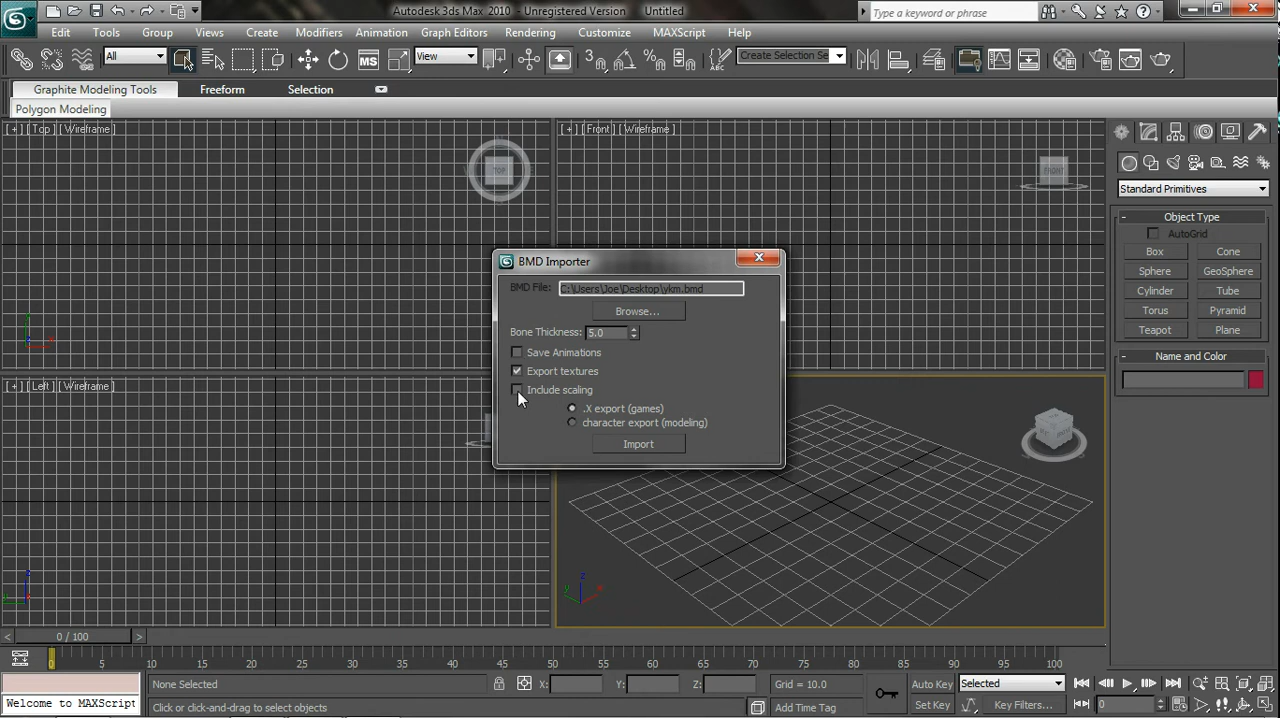 Autodesk 3ds Max 2010 - Unregistered Version Untitled
Type a keyword or phrase
Edit Tools Group Views Create Modifiers Animation Graph Editors Rendering Customize MAXScript Help
All View Create Selection Se
Graphite Modeling Tools Freeform Selection
Polygon Modeling
[ + ] [ Top ] [ Wireframe ]
[ + ] [ Front ] [ Wireframe ]
TOP
FRONT
Standard Primitives
- Object Type
AutoGrid
Box Cone
Sphere GeoSphere
Cylinder Tube
Torus Pyramid
Teapot Plane
- Name and Color
BMD Importer
BMD File: C:\Users\Joe\Desktop\ykm.bmd
Browse...
Bone Thickness: 5.0
Save Animations
Export textures
Include scaling
.X export (games)
character export (modeling)
Import
[ + ] [ Left ] [ Wireframe ]
z
y x
z
< 0 / 100 >
0 5 10 15 20 25 30 35 40 45 50 55 60 65 70 75 80 85 90 95 100
None Selected X: Y: Z: Grid = 10.0 Auto Key Selected
Welcome to MAXScript Click or click-and-drag to select objects Add Time Tag Set Key Key Filters... 0